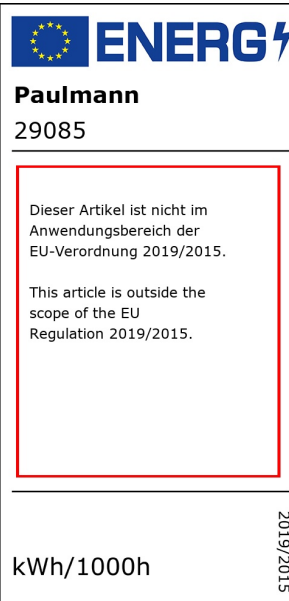 ENERG
Paulmann
29085
Dieser Artikel ist nicht im
Anwendungsbereich der
EU-Verordnung 2019/2015.
This article is outside the
scope of the EU
Regulation 2019/2015.
2019/2015
kWh/1000h